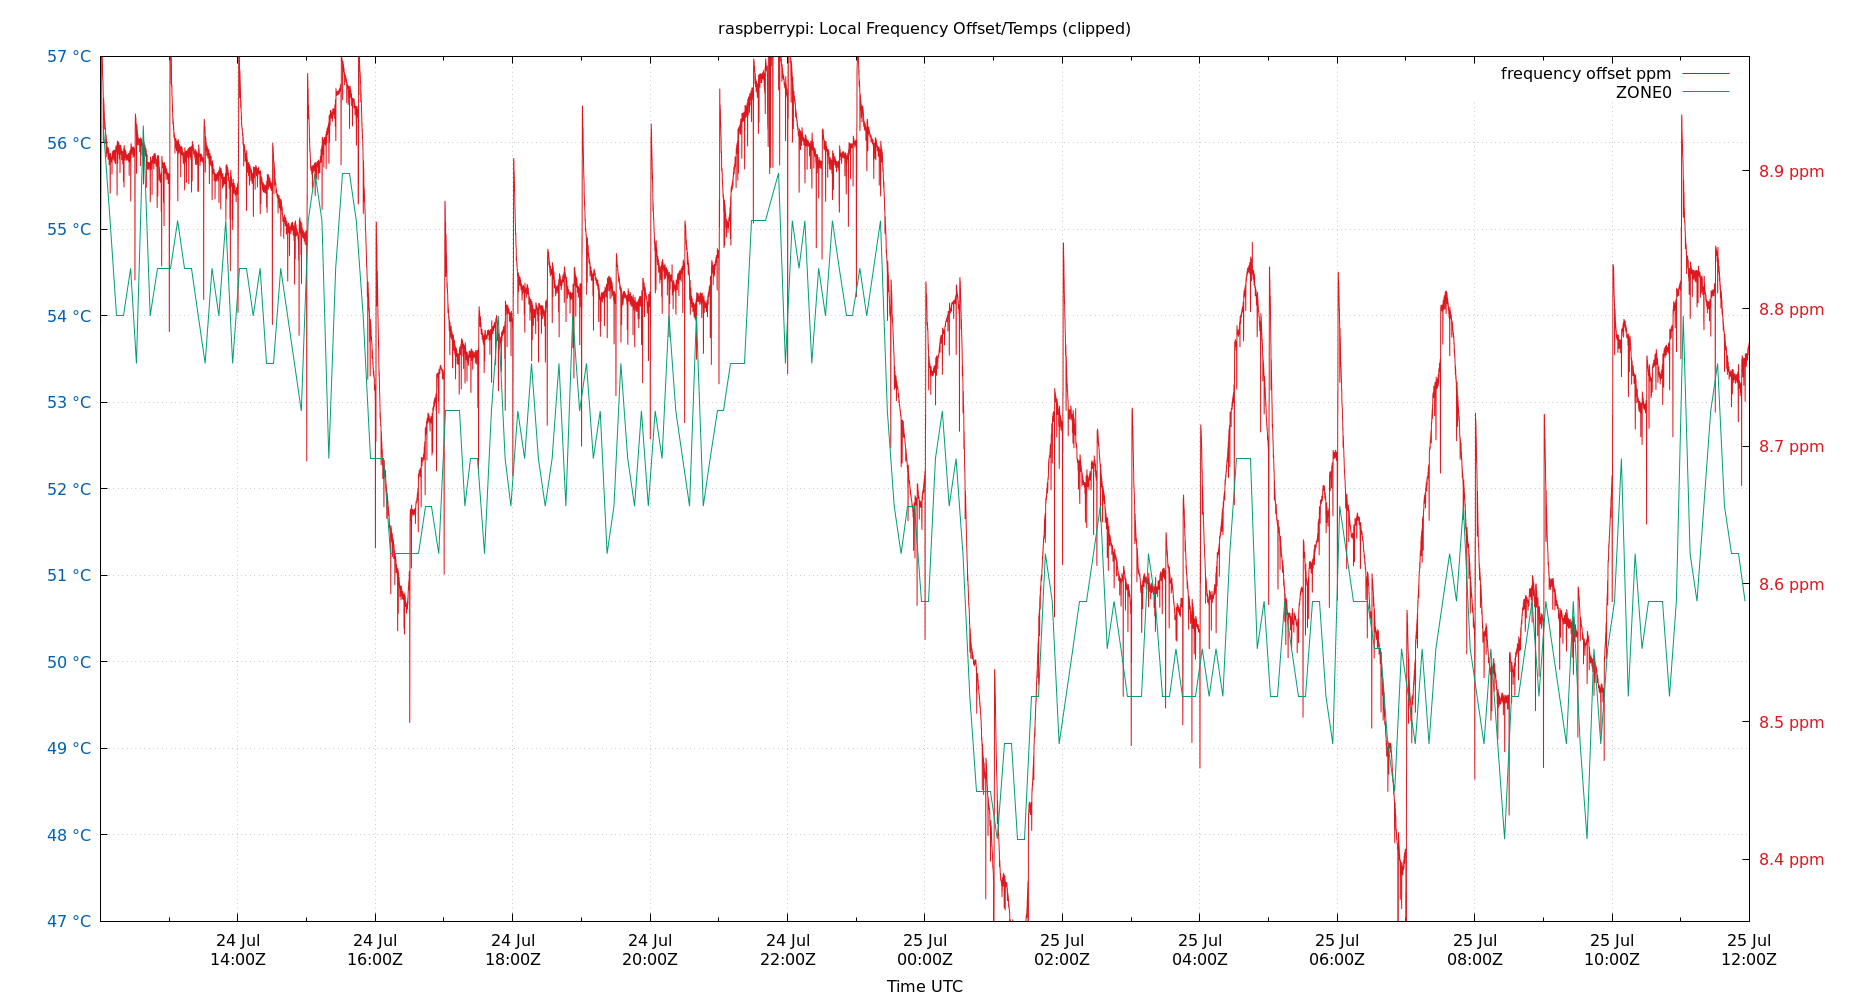 raspberrypi: Local Frequency Offset/Temps (clipped)
57 °C
56 °C
55 °C
54 °C
53 °C
52 °C
51 °C
50 °C
49 °C
48 °C
47 °C
frequency offset ppm
ZONE0
8.9 ppm
8.8 ppm
8.7 ppm
8.6 ppm
8.5 ppm
8.4 ppm
24 Jul
14:00Z
24 Jul
16:00Z
24 Jul
18:00Z
24 Jul
20:00Z
24 Jul
22:00Z
25 Jul
00:00Z
25 Jul
02:00Z
25 Jul
04:00Z
25 Jul
06:00Z
25 Jul
08:00Z
25 Jul
10:00Z
25 Jul
12:00Z
Time UTC